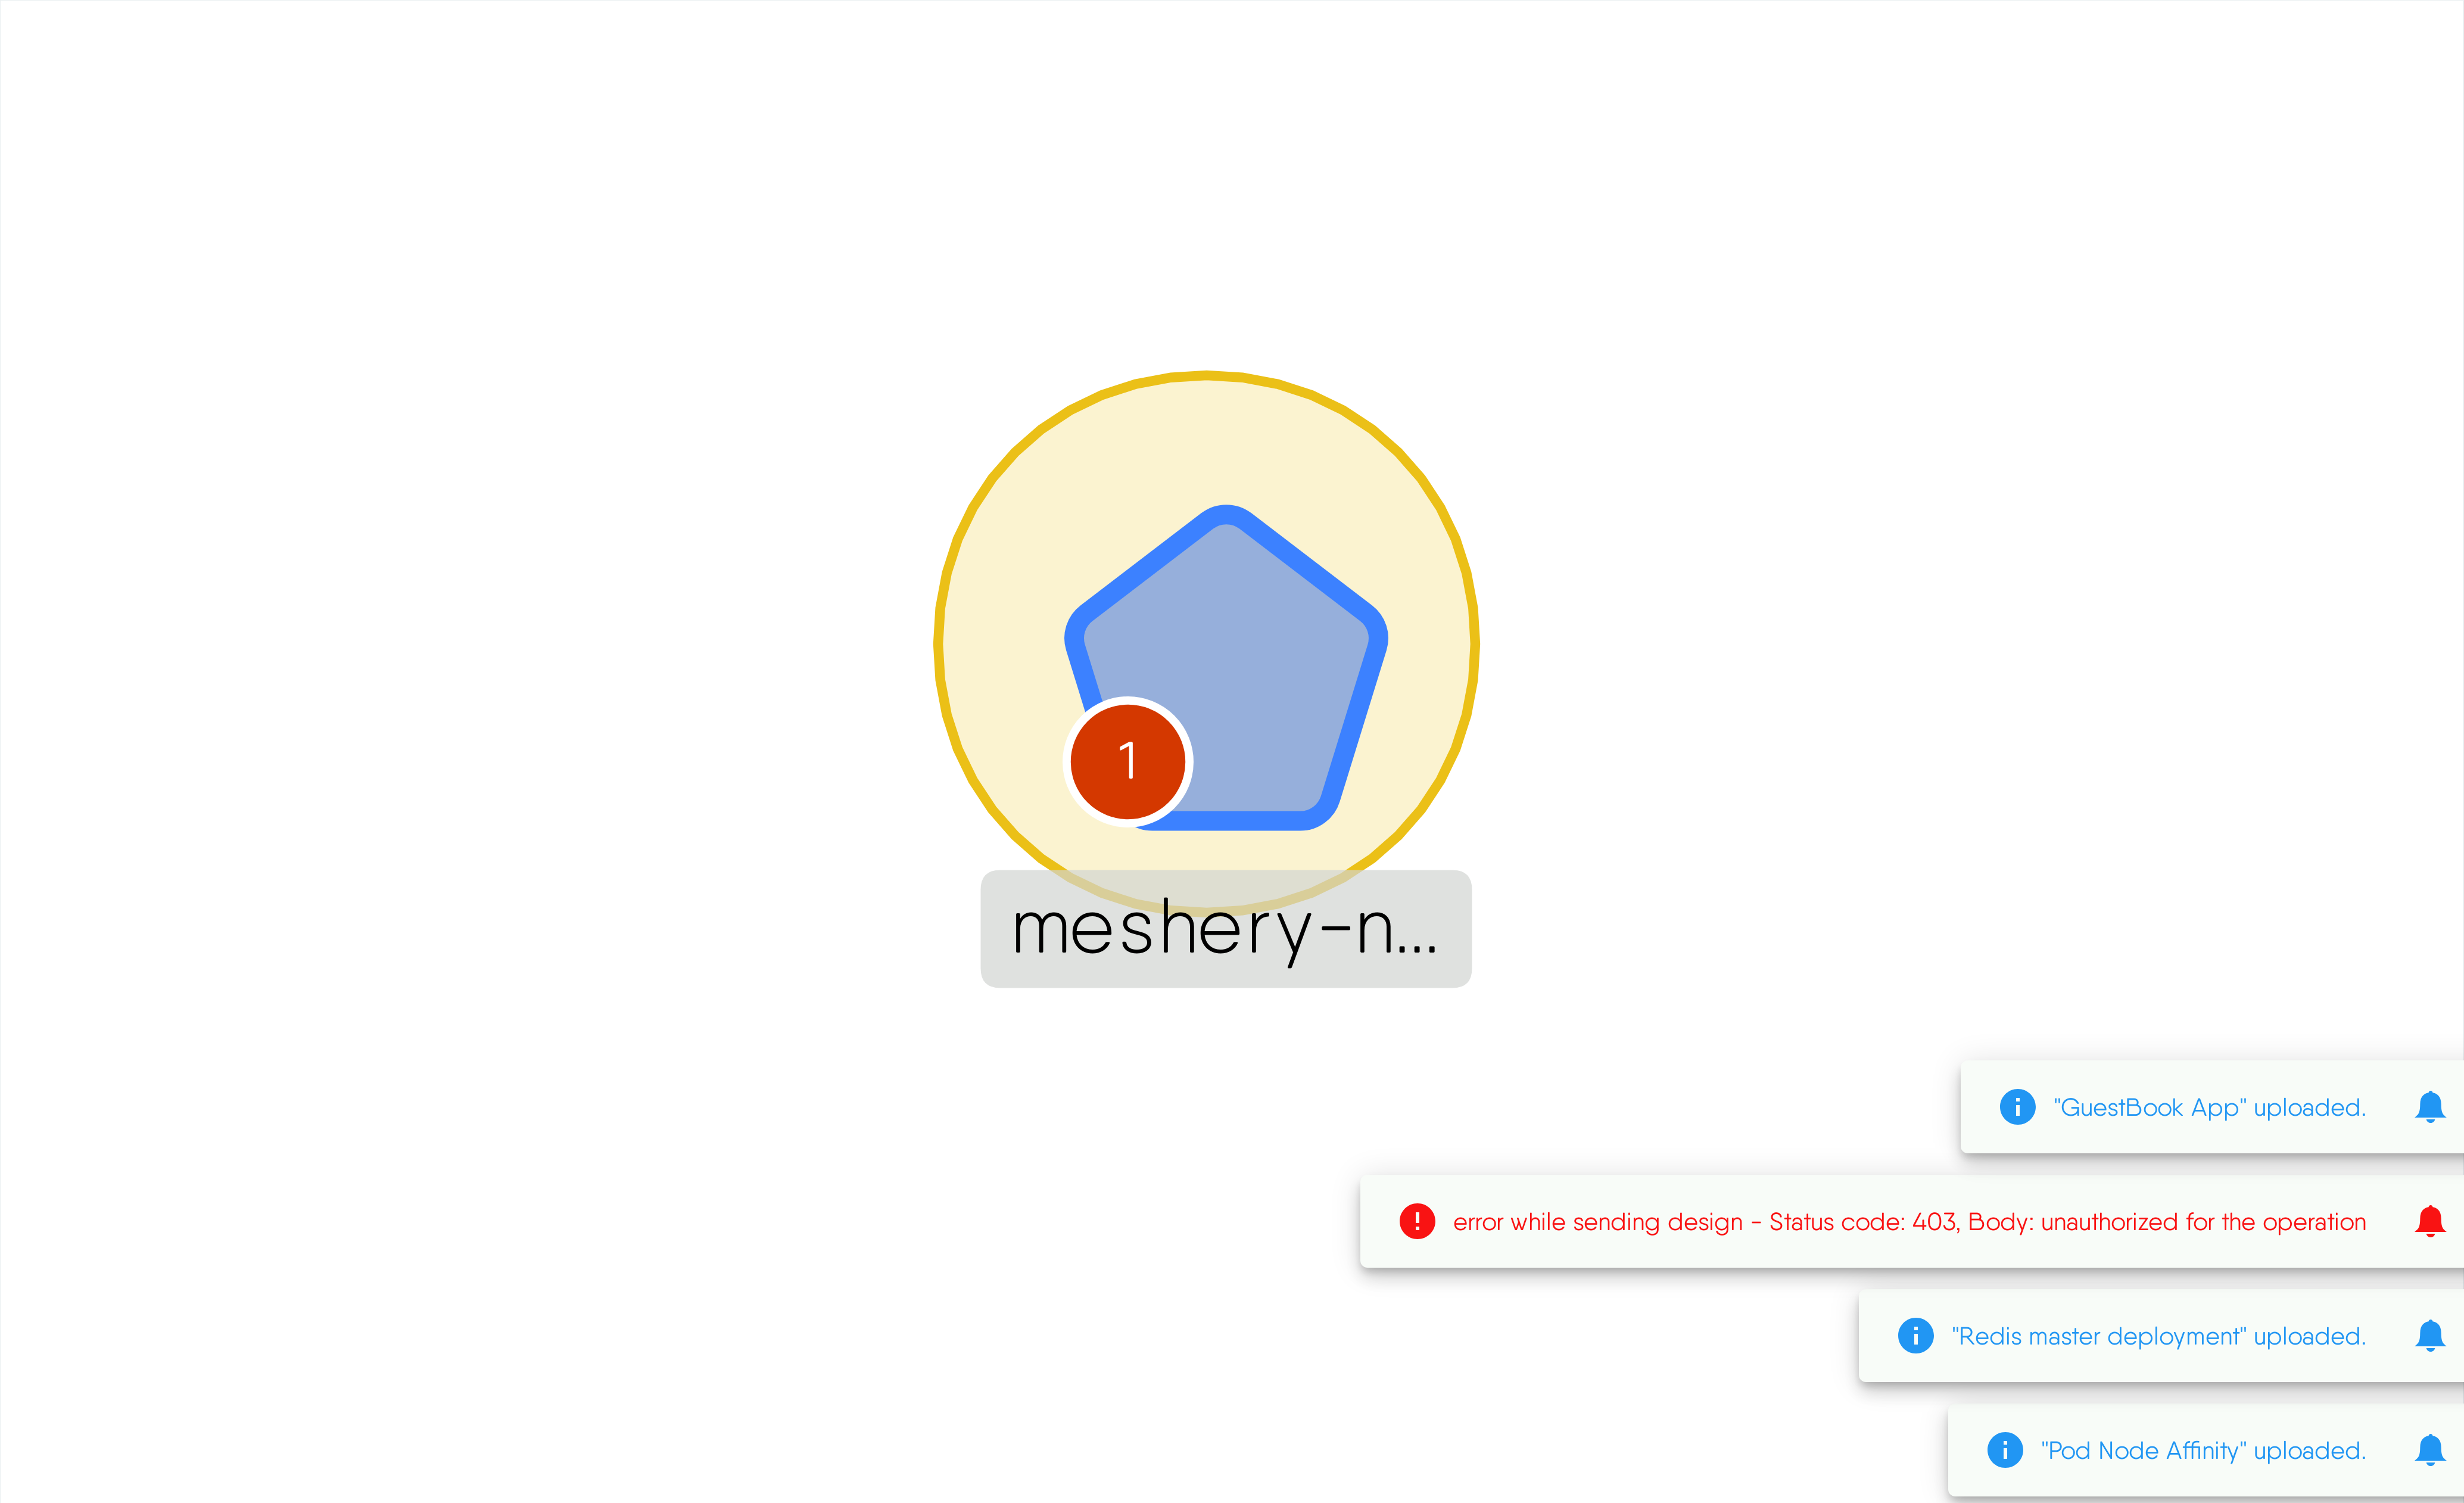 1
meshery-n...
"GuestBook App" uploaded.
error while sending design - Status code: 403, Body: unauthorized for the operation
"Redis master deployment" uploaded.
"Pod Node Affinity" uploaded.